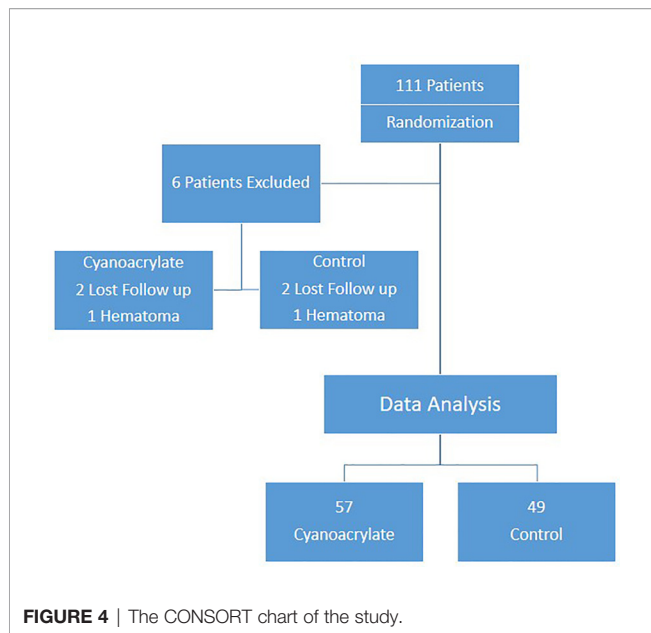 111 Patients
Randomization
6 Patients Excluded
Cyanoacrylate
2 Lost Follow up
1 Hematoma
Control
2 Lost Follow up
1 Hematoma
Data Analysis
57
Cyanoacrylate
49
Control
FIGURE 4 | The CONSORT chart of the study.